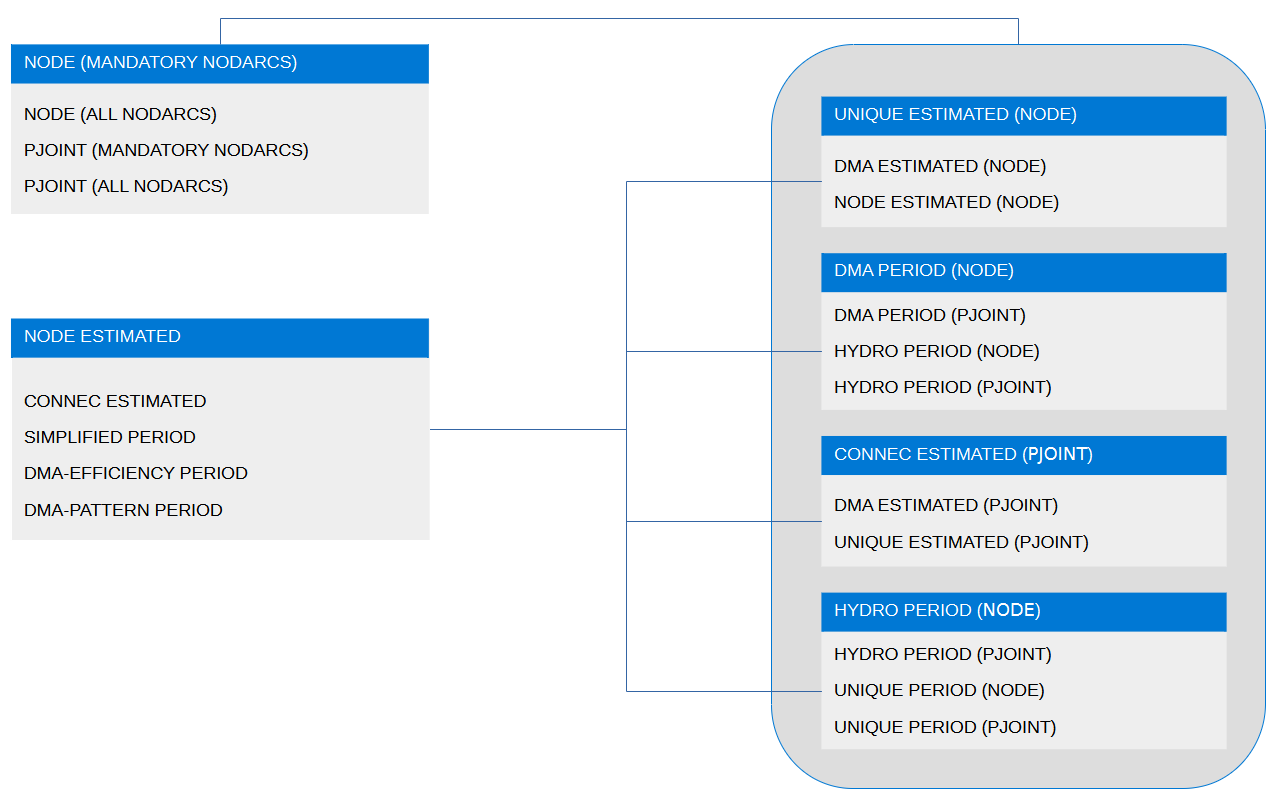 NODE (MANDATORY NODARCS)
NODE (ALL NODARCS)
PJOINT (MANDATORY NODARCS)
PJOINT (ALL NODARCS)
NODE ESTIMATED
CONNEC ESTIMATED
SIMPLIFIED PERIOD
DMA-EFFICIENCY PERIOD
DMA-PATTERN PERIOD
UNIQUE ESTIMATED (NODE)
DMA ESTIMATED (NODE)
NODE ESTIMATED (NODE)
DMA PERIOD (NODE)
DMA PERIOD (PJOINT)
HYDRO PERIOD (NODE)
HYDRO PERIOD (PJOINT)
CONNEC ESTIMATED (PJOINT)
DMA ESTIMATED (PJOINT)
UNIQUE ESTIMATED (PJOINT)
HYDRO PERIOD (NODE)
HYDRO PERIOD (PJOINT)
UNIQUE PERIOD (NODE)
UNIQUE PERIOD (PJOINT)